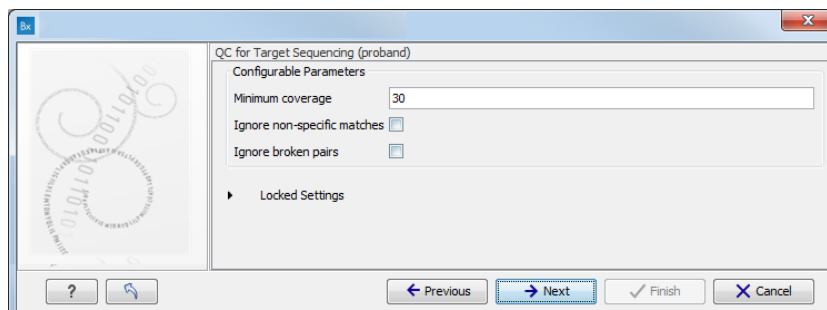 Bx
QC for Target Sequencing (proband)
Configurable Parameters
Minimum coverage 30
Ignore non-specific matches
Ignore broken pairs
Locked Settings
? Previous Next Finish Cancel